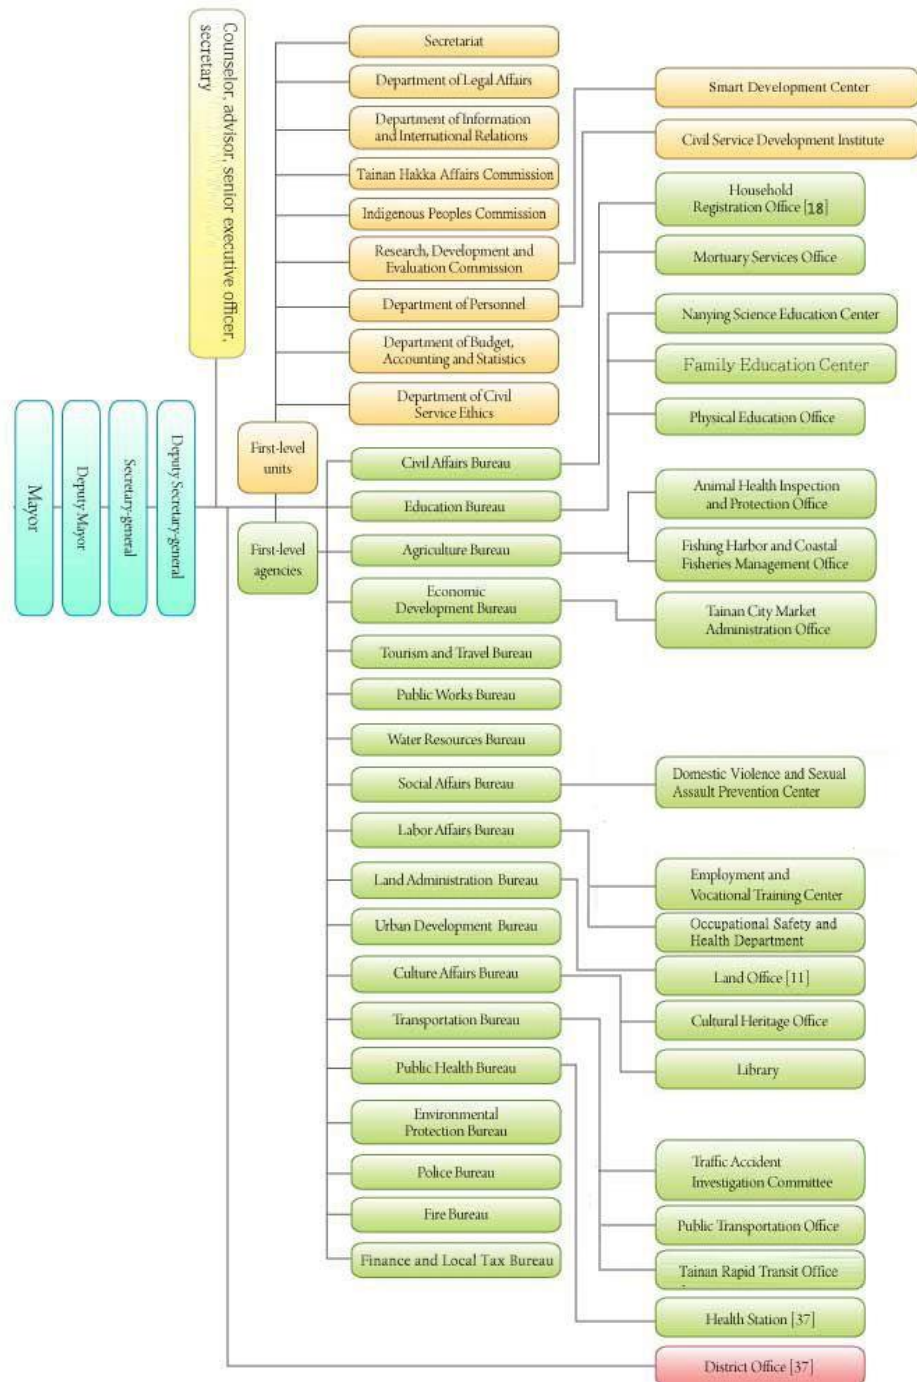 Counselor, advisor, senior executive officer,
secretary
Mayor
Deputy Mayor
Secretary-general
Deputy Secretary-general
First-level
units
First-level
agencies
Secretariat
Department of Legal Affairs
Department of Information
and International Relations
Tainan Hakka Affairs Commission
Indigenous Peoples Commission
Research, Development and
Evaluation Commission
Department of Personnel
Department of Budget,
Accounting and Statistics
Department of Civil
Service Ethics
Civil Affairs Bureau
Education Bureau
Agriculture Bureau
Economic
Development Bureau
Tourism and Travel Bureau
Public Works Bureau
Water Resources Bureau
Social Affairs Bureau
Labor Affairs Bureau
Land Administration Bureau
Urban Development Bureau
Culture Affairs Bureau
Transportation Bureau
Public Health Bureau
Environmental
Protection Bureau
Police Bureau
Fire Bureau
Finance and Local Tax Bureau
Smart Development Center
Civil Service Development Institute
Household
Registration Office [18]
Mortuary Services Office
Nanying Science Education Center
Family Education Center
Physical Education Office
Animal Health Inspection
and Protection Office
Fishing Harbor and Coastal
Fisheries Management Office
Tainan City Market
Administration Office
Domestic Violence and Sexual
Assault Prevention Center
Employment and
Vocational Training Center
Occupational Safety and
Health Department
Land Office [11]
Cultural Heritage Office
Library
Traffic Accident
Investigation Committee
Public Transportation Office
Tainan Rapid Transit Office
Health Station [37]
District Office [37]